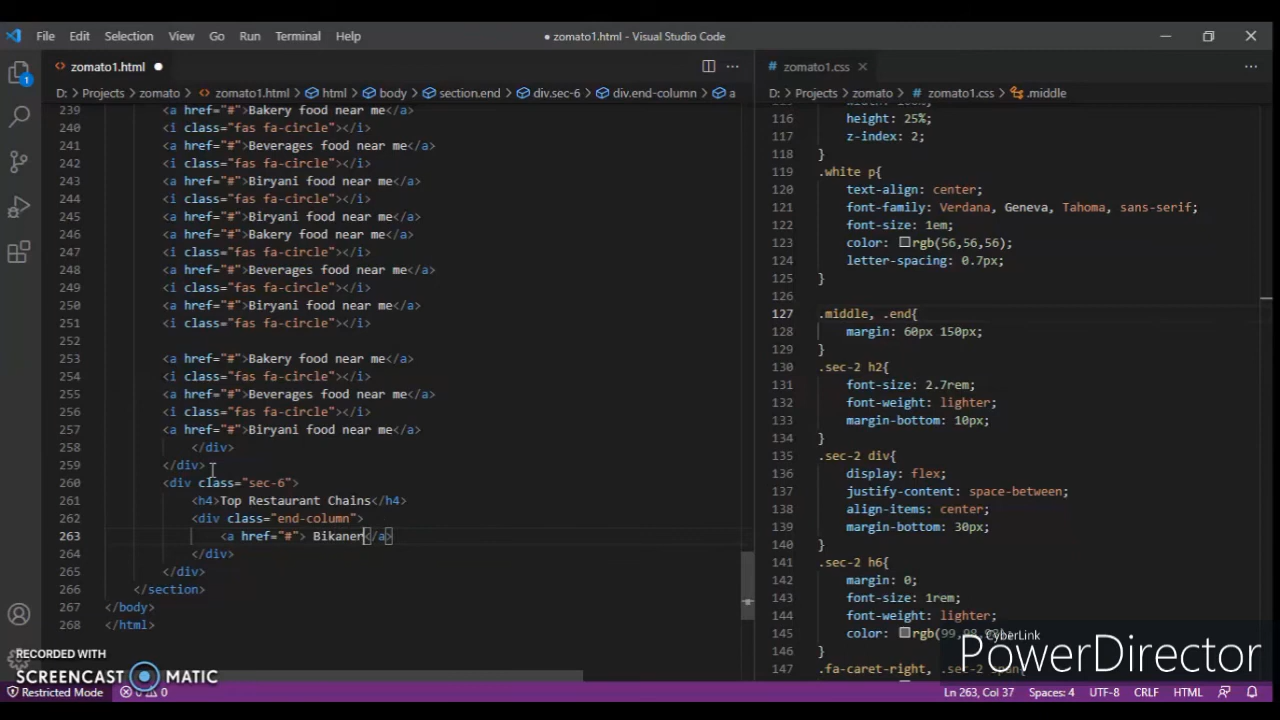 File Edit Selection View Go Run Terminal Help ● zomato1.html - Visual Studio Code
zomato1.html
D: > Projects > zomato > zomato1.html > html > body > section.end > div.sec-6 > div.end-column > a
239 <a href="#">Bakery food near me</a>
240 <i class="fas fa-circle"></i>
241 <a href="#">Beverages food near me</a>
242 <i class="fas fa-circle"></i>
243 <a href="#">Biryani food near me</a>
244 <i class="fas fa-circle"></i>
245 <a href="#">Biryani food near me</a>
246 <a href="#">Bakery food near me</a>
247 <i class="fas fa-circle"></i>
248 <a href="#">Beverages food near me</a>
249 <i class="fas fa-circle"></i>
250 <a href="#">Biryani food near me</a>
251 <i class="fas fa-circle"></i>
253 <a href="#">Bakery food near me</a>
254 <i class="fas fa-circle"></i>
255 <a href="#">Beverages food near me</a>
256 <i class="fas fa-circle"></i>
257 <a href="#">Biryani food near me</a>
258 </div>
259 </div>
260 <div class="sec-6">
261 <h4>Top Restaurant Chains</h4>
262 <div class="end-column">
263 <a href="#"> Bikaner</a>
264 </div>
265 </div>
266 </section>
267 </body>
268 </html>
# zomato1.css
D: > Projects > zomato > # zomato1.css > .middle
116 height: 25%;
117 z-index: 2;
118 }
119 .white p{
120 text-align: center;
121 font-family: Verdana, Geneva, Tahoma, sans-serif;
122 font-size: 1em;
123 color: rgb(56,56,56);
124 letter-spacing: 0.7px;
125 }
126
127 .middle, .end{
128 margin: 60px 150px;
129 }
130 .sec-2 h2{
131 font-size: 2.7rem;
132 font-weight: lighter;
133 margin-bottom: 10px;
134 }
135 .sec-2 div{
136 display: flex;
137 justify-content: space-between;
138 align-items: center;
139 margin-bottom: 30px;
140 }
141 .sec-2 h6{
142 margin: 0;
143 font-size: 1rem;
144 font-weight: lighter;
145 color: rgb(99,
146 }
147 .fa-caret-right, .sec-2 span{
CyberLink
PowerDirector
RECORDED WITH
SCREENCAST MATIC
Restricted Mode 0 0 Ln 263, Col 37 Spaces: 4 UTF-8 CRLF HTML